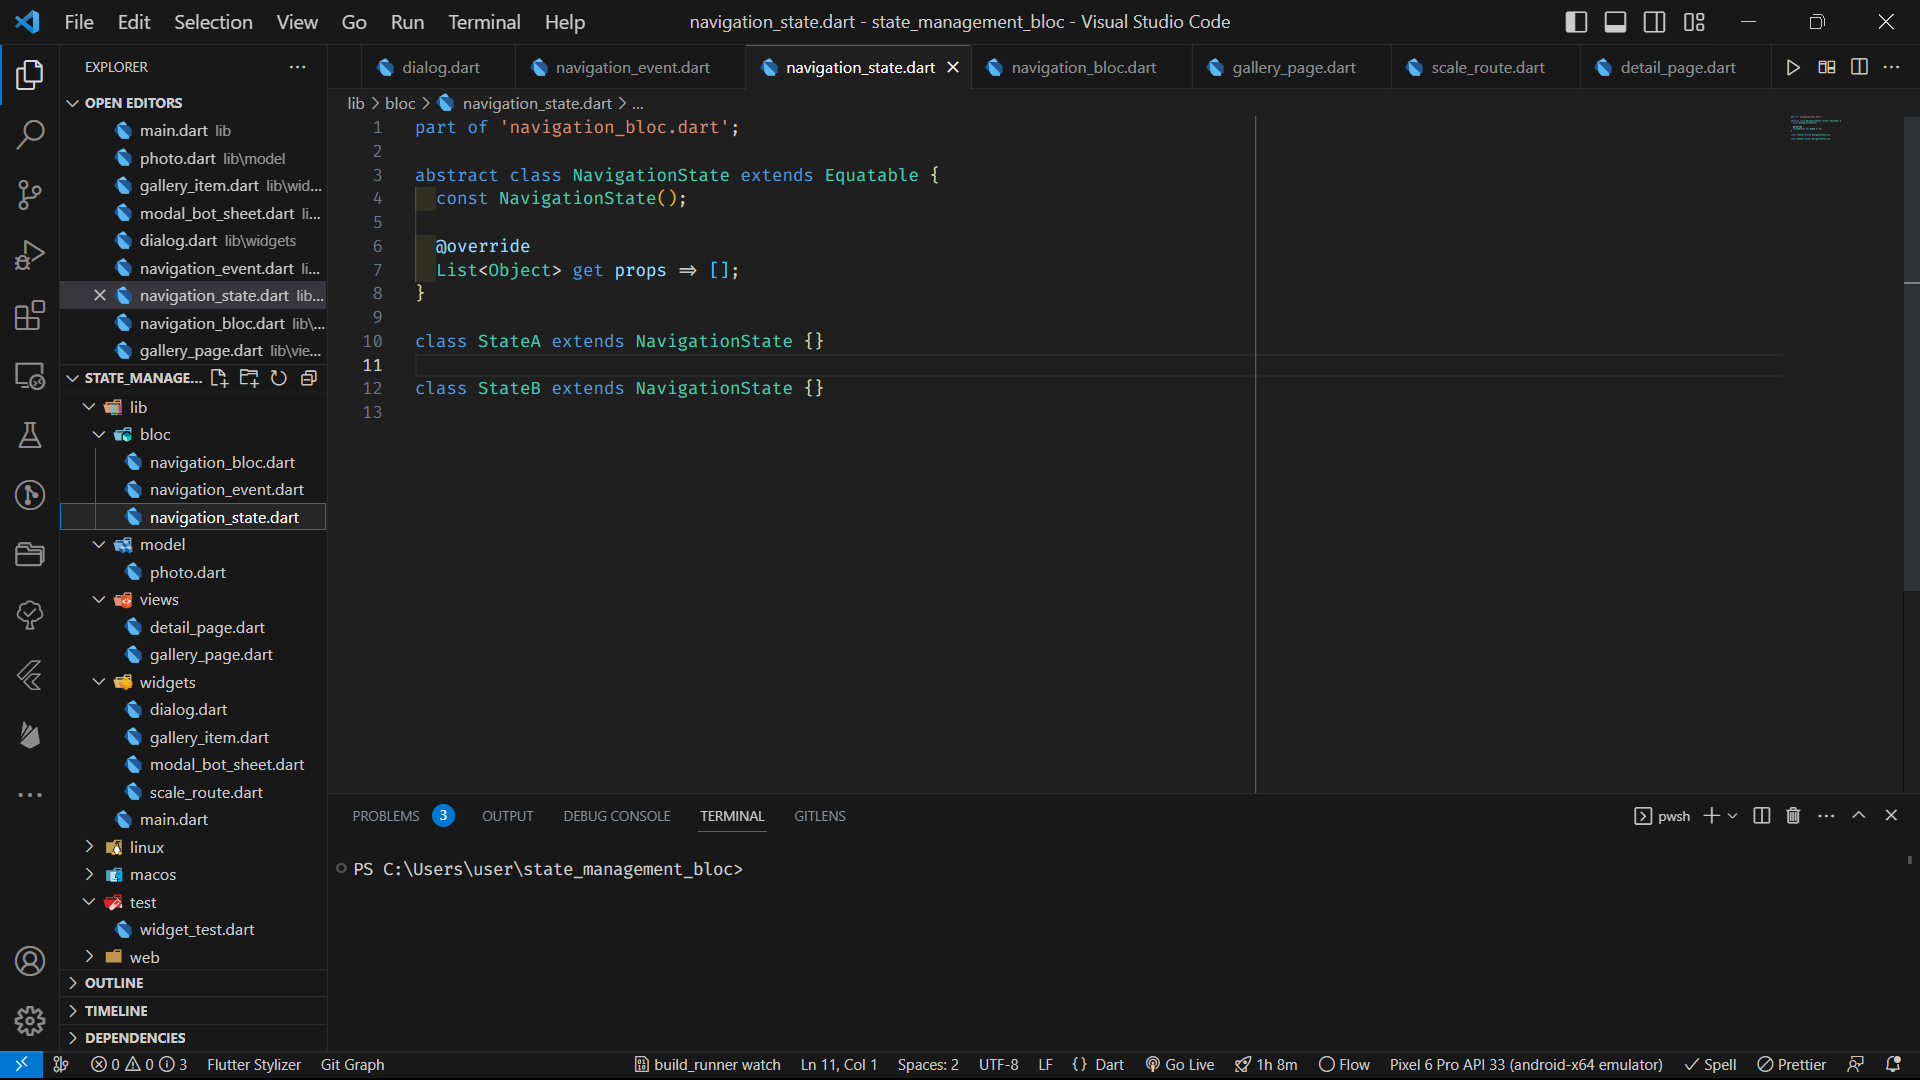 File Edit Selection View Go Run Terminal Help
navigation_state.dart - state_management_bloc - Visual Studio Code
EXPLORER
OPEN EDITORS
main.dart lib
photo.dart lib\model
gallery_item.dart lib\wid...
modal_bot_sheet.dart li...
dialog.dart lib\widgets
navigation_event.dart li...
navigation_state.dart lib...
navigation_bloc.dart lib\...
gallery_page.dart lib\vie...
STATE_MANAGE...
lib
bloc
navigation_bloc.dart
navigation_event.dart
navigation_state.dart
model
photo.dart
views
detail_page.dart
gallery_page.dart
widgets
dialog.dart
gallery_item.dart
modal_bot_sheet.dart
scale_route.dart
main.dart
linux
macos
test
widget_test.dart
web
OUTLINE
TIMELINE
DEPENDENCIES
dialog.dart navigation_event.dart navigation_state.dart navigation_bloc.dart gallery_page.dart scale_route.dart detail_page.dart
lib > bloc > navigation_state.dart > ...
1 part of 'navigation_bloc.dart';
2
3 abstract class NavigationState extends Equatable {
4 const NavigationState();
5
6 @override
7 List<Object> get props => [];
8 }
9
10 class StateA extends NavigationState {}
11
12 class StateB extends NavigationState {}
13
PROBLEMS 3 OUTPUT DEBUG CONSOLE TERMINAL GITLENS
pwsh
PS C:\Users\user\state_management_bloc>
0 0 3 Flutter Stylizer Git Graph
build_runner watch Ln 11, Col 1 Spaces: 2 UTF-8 LF {} Dart Go Live 1h 8m Flow Pixel 6 Pro API 33 (android-x64 emulator) Spell Prettier